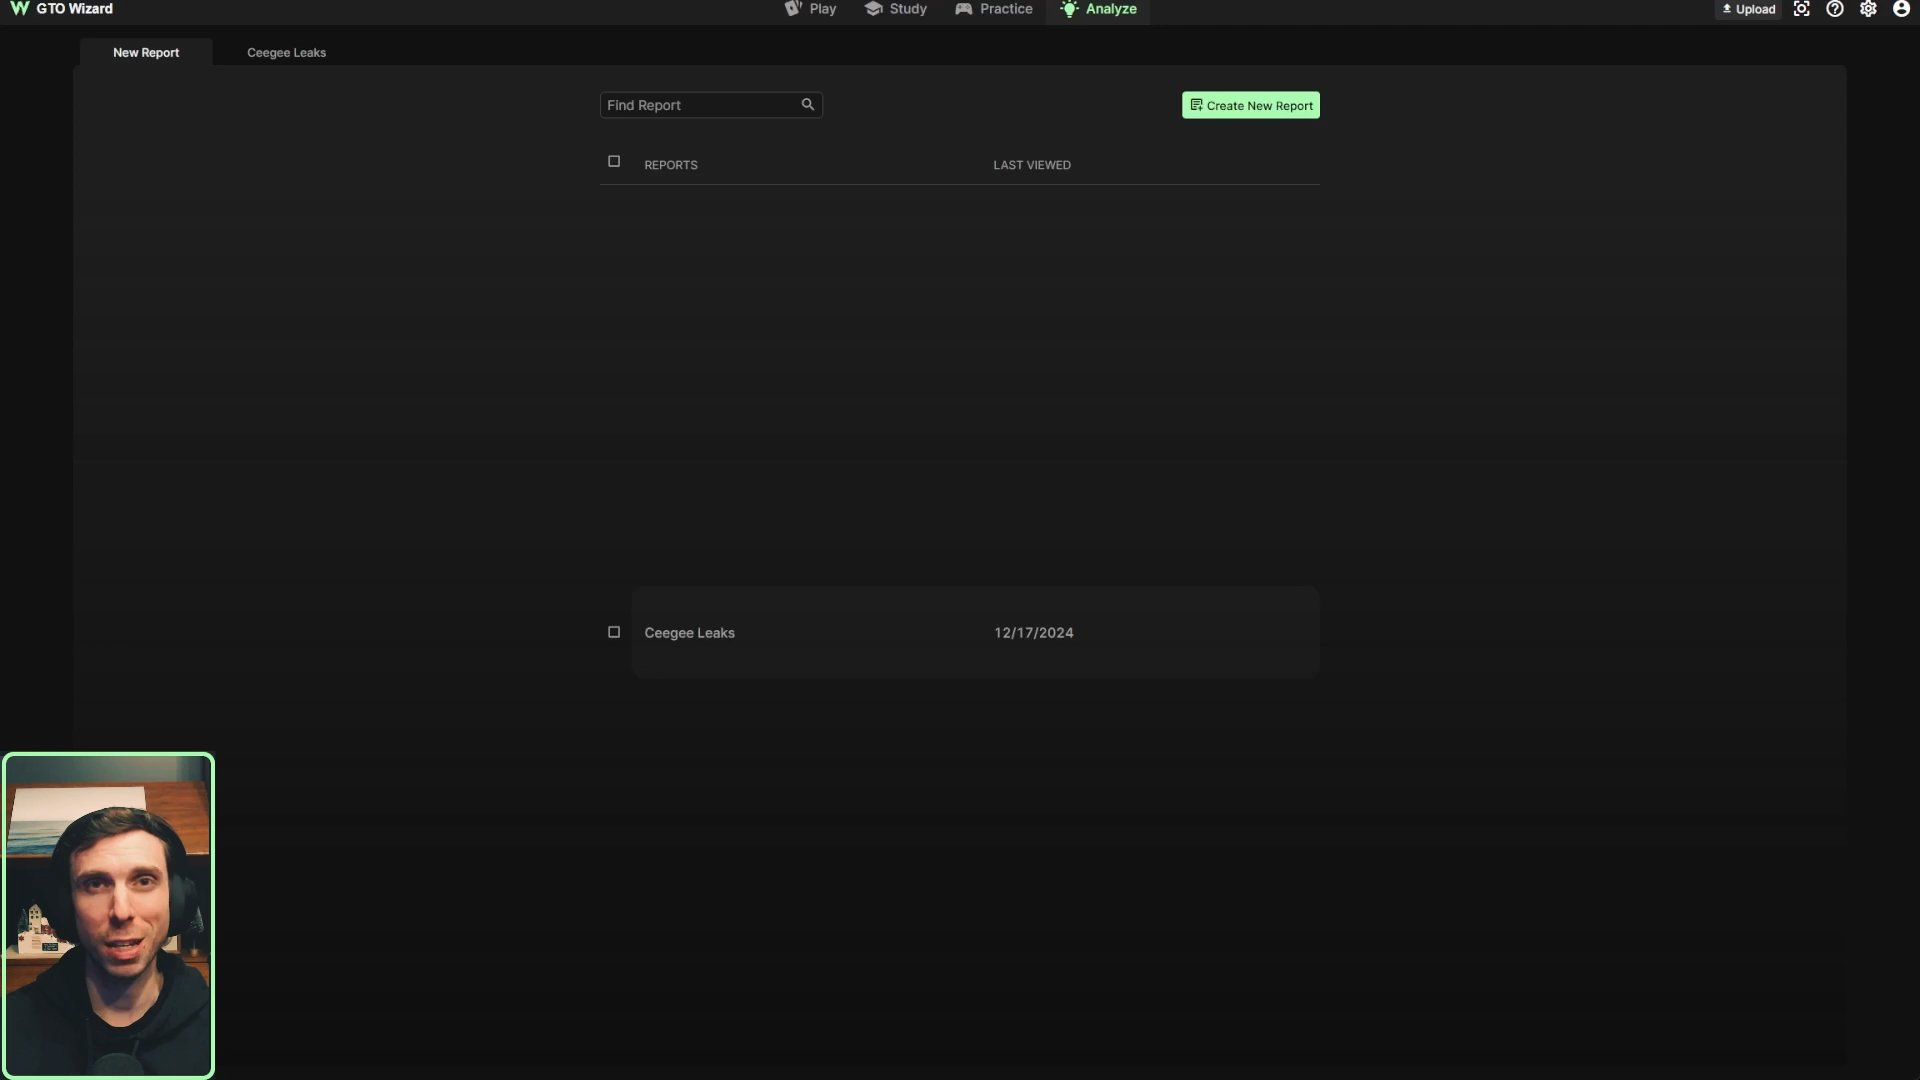 GTO Wizard
Play
Study
Practice
Analyze
Upload
New Report
Ceegee Leaks
Find Report
Create New Report
REPORTS
LAST VIEWED
Ceegee Leaks
12/17/2024